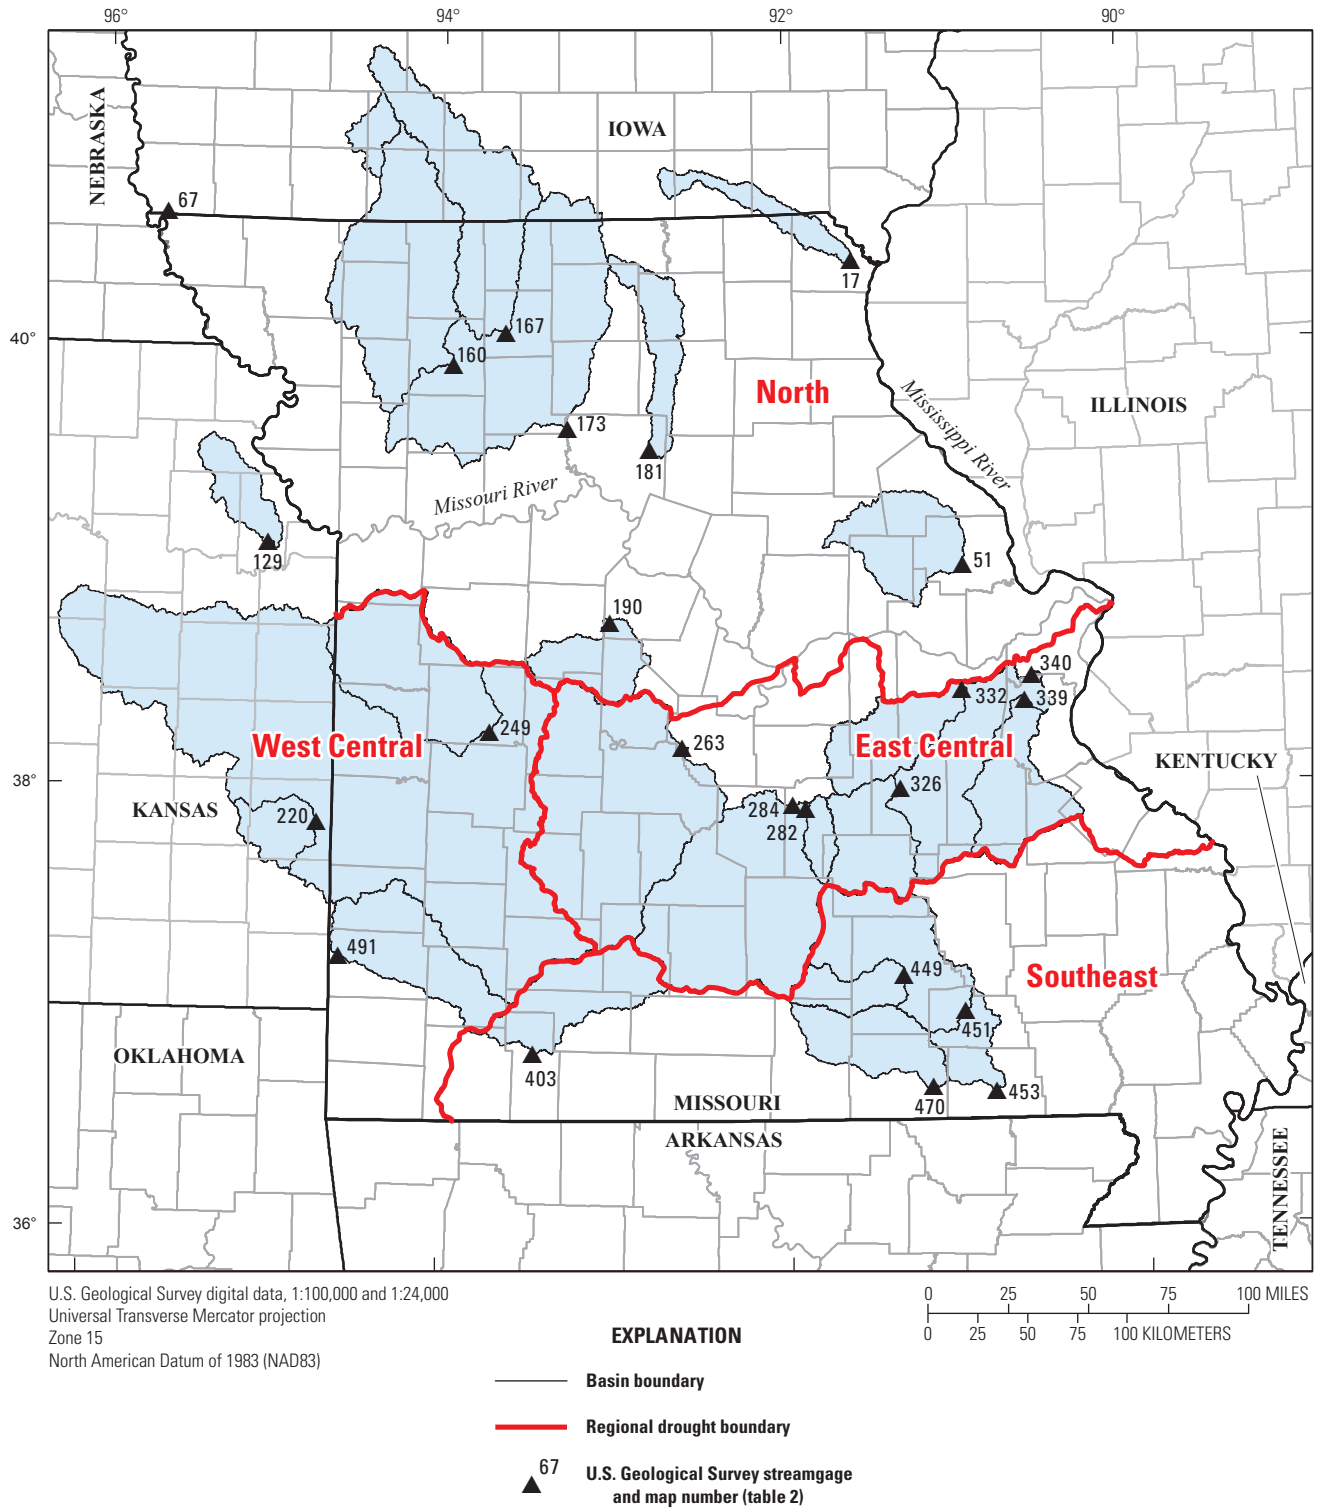 96°
94°
92°
90°
NEBRASKA
IOWA
67
17
167
40°
160
North
Mississippi River
ILLINOIS
173
181
Missouri River
129
51
190
340
332
339
249
West Central
263
East Central
KENTUCKY
38°
326
KANSAS
220
284
282
491
449
Southeast
451
OKLAHOMA
403
470
453
MISSOURI
ARKANSAS
TENNESSEE
36°
U.S. Geological Survey digital data, 1:100,000 and 1:24,000
Universal Transverse Mercator projection
Zone 15
North American Datum of 1983 (NAD83)
0 25 50 75 100 MILES
0 25 50 75 100 KILOMETERS
EXPLANATION
Basin boundary
Regional drought boundary
67
U.S. Geological Survey streamgage
and map number (table 2)